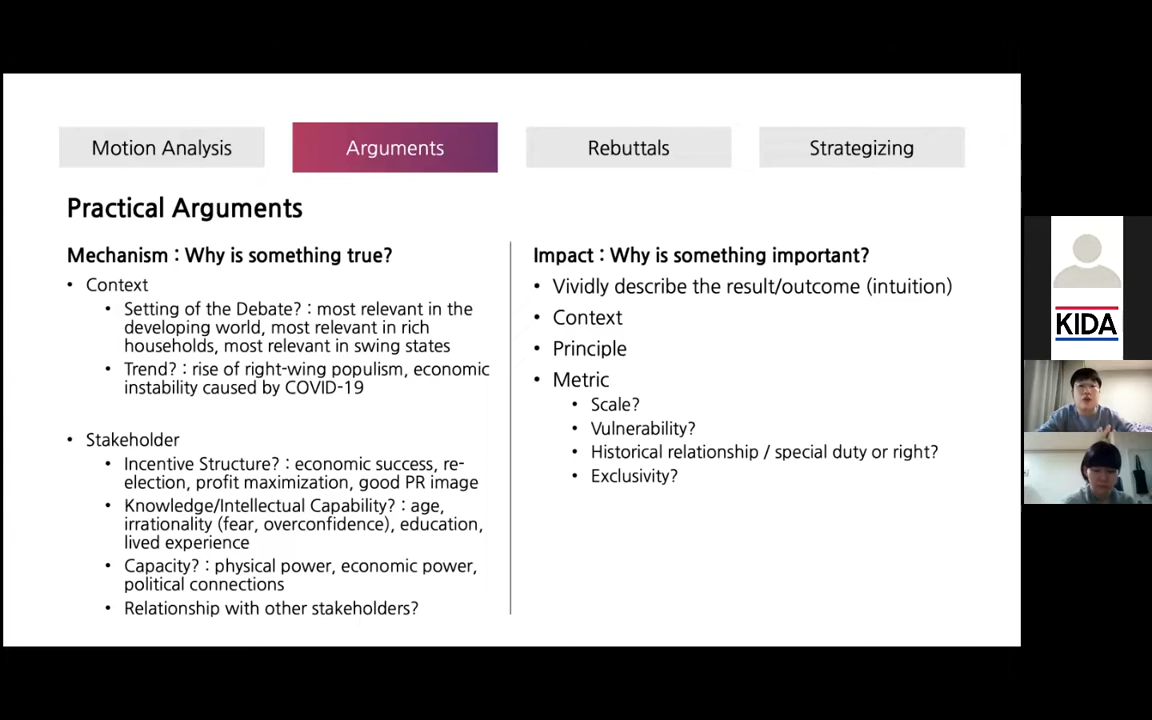 Motion Analysis
Arguments
Rebuttals
Strategizing
Practical Arguments
Mechanism : Why is something true?
• Context
• Setting of the Debate? : most relevant in the
developing world, most relevant in rich
households, most relevant in swing states
• Trend? : rise of right-wing populism, economic
instability caused by COVID-19
• Stakeholder
• Incentive Structure? : economic success, re-
election, profit maximization, good PR image
• Knowledge/Intellectual Capability? : age,
irrationality (fear, overconfidence), education,
lived experience
• Capacity? : physical power, economic power,
political connections
• Relationship with other stakeholders?
Impact : Why is something important?
• Vividly describe the result/outcome (intuition)
• Context
• Principle
• Metric
• Scale?
• Vulnerability?
• Historical relationship / special duty or right?
• Exclusivity?
KIDA